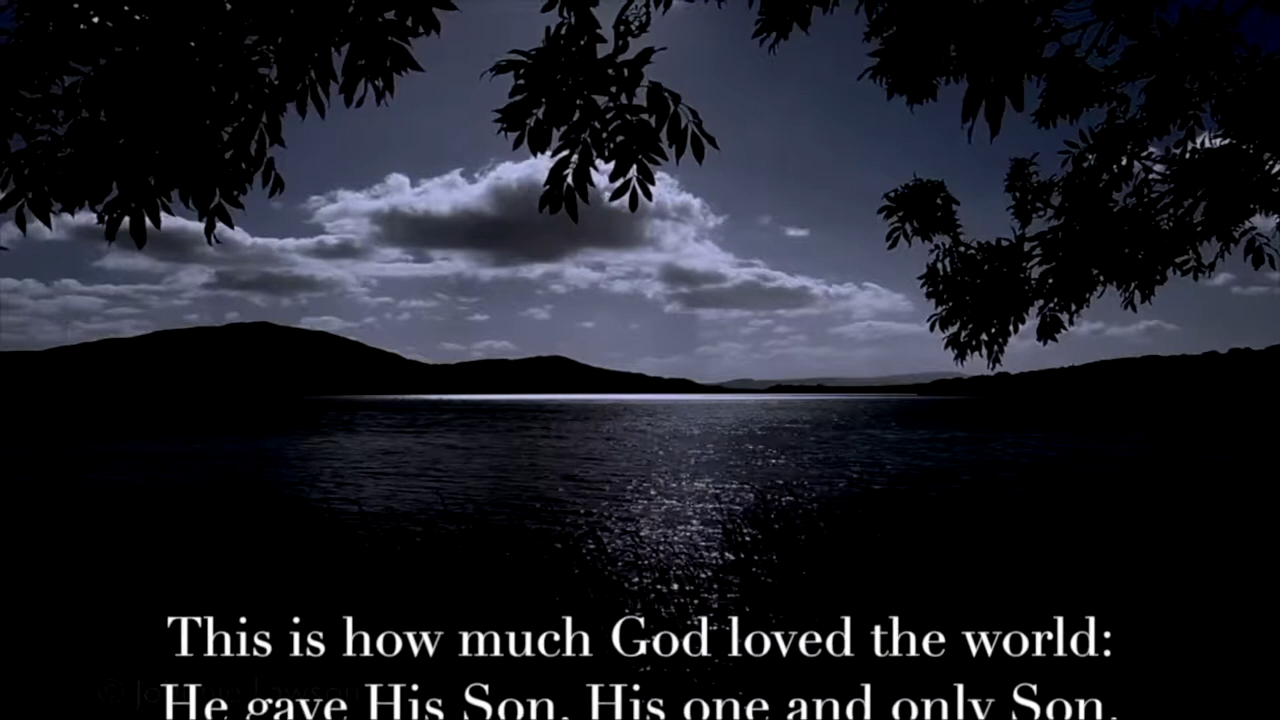 This is how much God loved the world:
He gave His Son, His one and only Son.